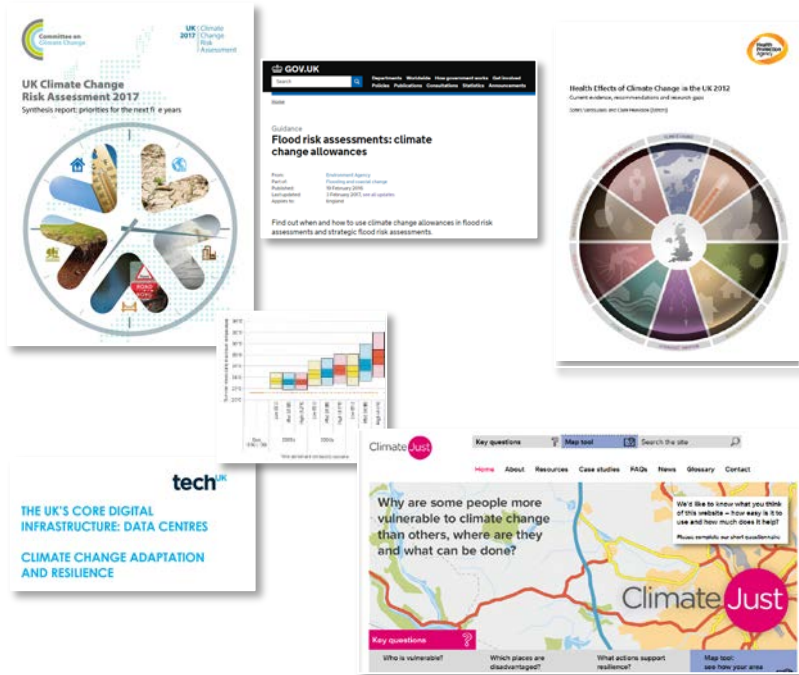 Committee on
Climate Change
UK
2017
Climate
Change
Risk
Assessment
UK Climate Change
Risk Assessment 2017
Synthesis report: priorities for the next fi e years
ROAD
GOV.UK
Search
Departments Worldwide How government works Get involved
Policies Publications Consultations Statistics Announcements
Home
Guidance
Flood risk assessments: climate
change allowances
From: Environment Agency
Part of: Flooding and coastal change
Published: 19 February 2016
Last updated: 3 February 2017, see all updates
Applies to: England
Find out when and how to use climate change allowances in flood risk
assessments and strategic flood risk assessments.
Health
Protection
Agency
Health Effects of Climate Change in the UK 2012
Current evidence, recommendations and research gaps
techUK
THE UK'S CORE DIGITAL
INFRASTRUCTURE: DATA CENTRES
CLIMATE CHANGE ADAPTATION
AND RESILIENCE
Climate Just
Key questions
Map tool
Search the site
Home About Resources Case studies FAQs News Glossary Contact
Why are some people more
vulnerable to climate change
than others, where are they
and what can be done?
We'd like to know what you think
of this website – how easy is it to
use and how much does it help?
Please complete our short questionnaire
Climate Just
Key questions
Who is vulnerable?
Which places are
disadvantaged?
What actions support
resilience?
Map tool:
see how your area